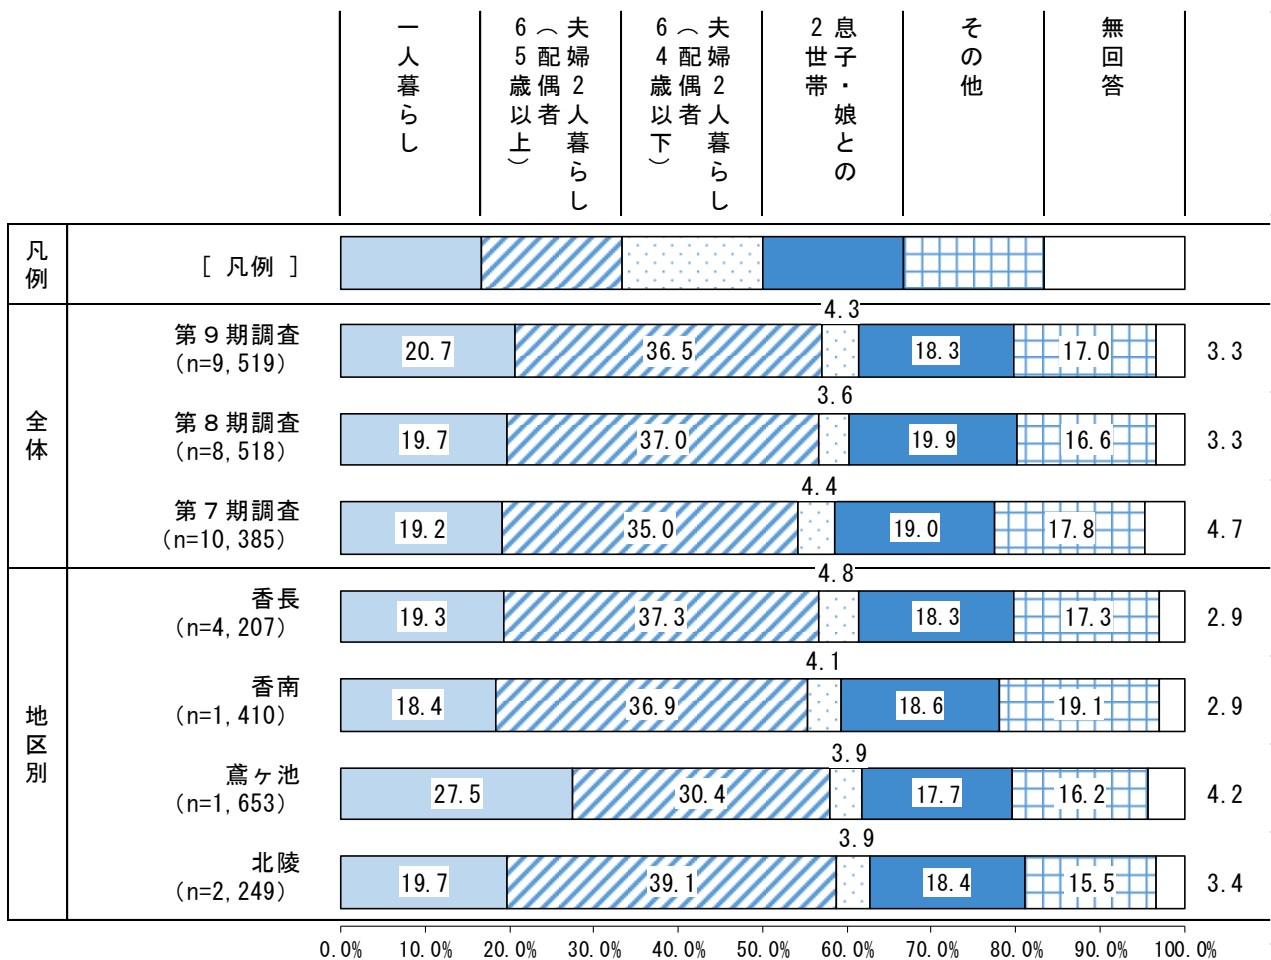 一人暮らし
夫婦２人暮らし
（配偶者
６５歳以上）
夫婦２人暮らし
（配偶者
６４歳以下）
息子・娘との
２世帯
その他
無回答
凡例
[ 凡例 ]
全体
4.3
第９期調査
(n=9,519)
20.7 36.5 18.3 17.0 3.3
3.6
第８期調査
(n=8,518)
19.7 37.0 19.9 16.6 3.3
4.4
第７期調査
(n=10,385)
19.2 35.0 19.0 17.8 4.7
地区別
4.8
香長
(n=4,207)
19.3 37.3 18.3 17.3 2.9
4.1
香南
(n=1,410)
18.4 36.9 18.6 19.1 2.9
3.9
鳶ヶ池
(n=1,653)
27.5 30.4 17.7 16.2 4.2
3.9
北陵
(n=2,249)
19.7 39.1 18.4 15.5 3.4
0.0% 10.0% 20.0% 30.0% 40.0% 50.0% 60.0% 70.0% 80.0% 90.0% 100.0%